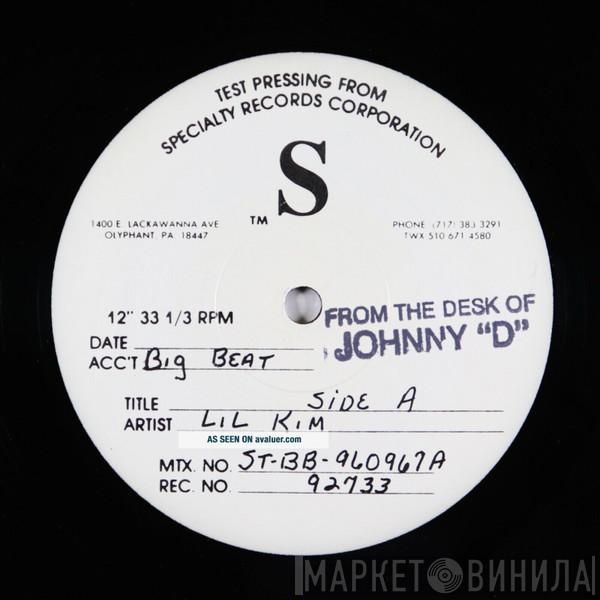 TEST PRESSING FROM
SPECIALTY RECORDS CORPORATION
S
TM
1400 E. LACKAWANNA AVE
OLYPHANT, PA 18447
PHONE (717) 383 3291
TWX 510 671 4580
12" 33 1/3 RPM
FROM THE DESK OF
JOHNNY "D"
DATE
ACC'T Big BEAT
TITLE SiDE A
ARTIST LiL KiM
AS SEEN ON avaluer.com
MTX. NO. ST-BB-960967A
REC. NO. 92733
МАРКЕТ ВИНИЛА